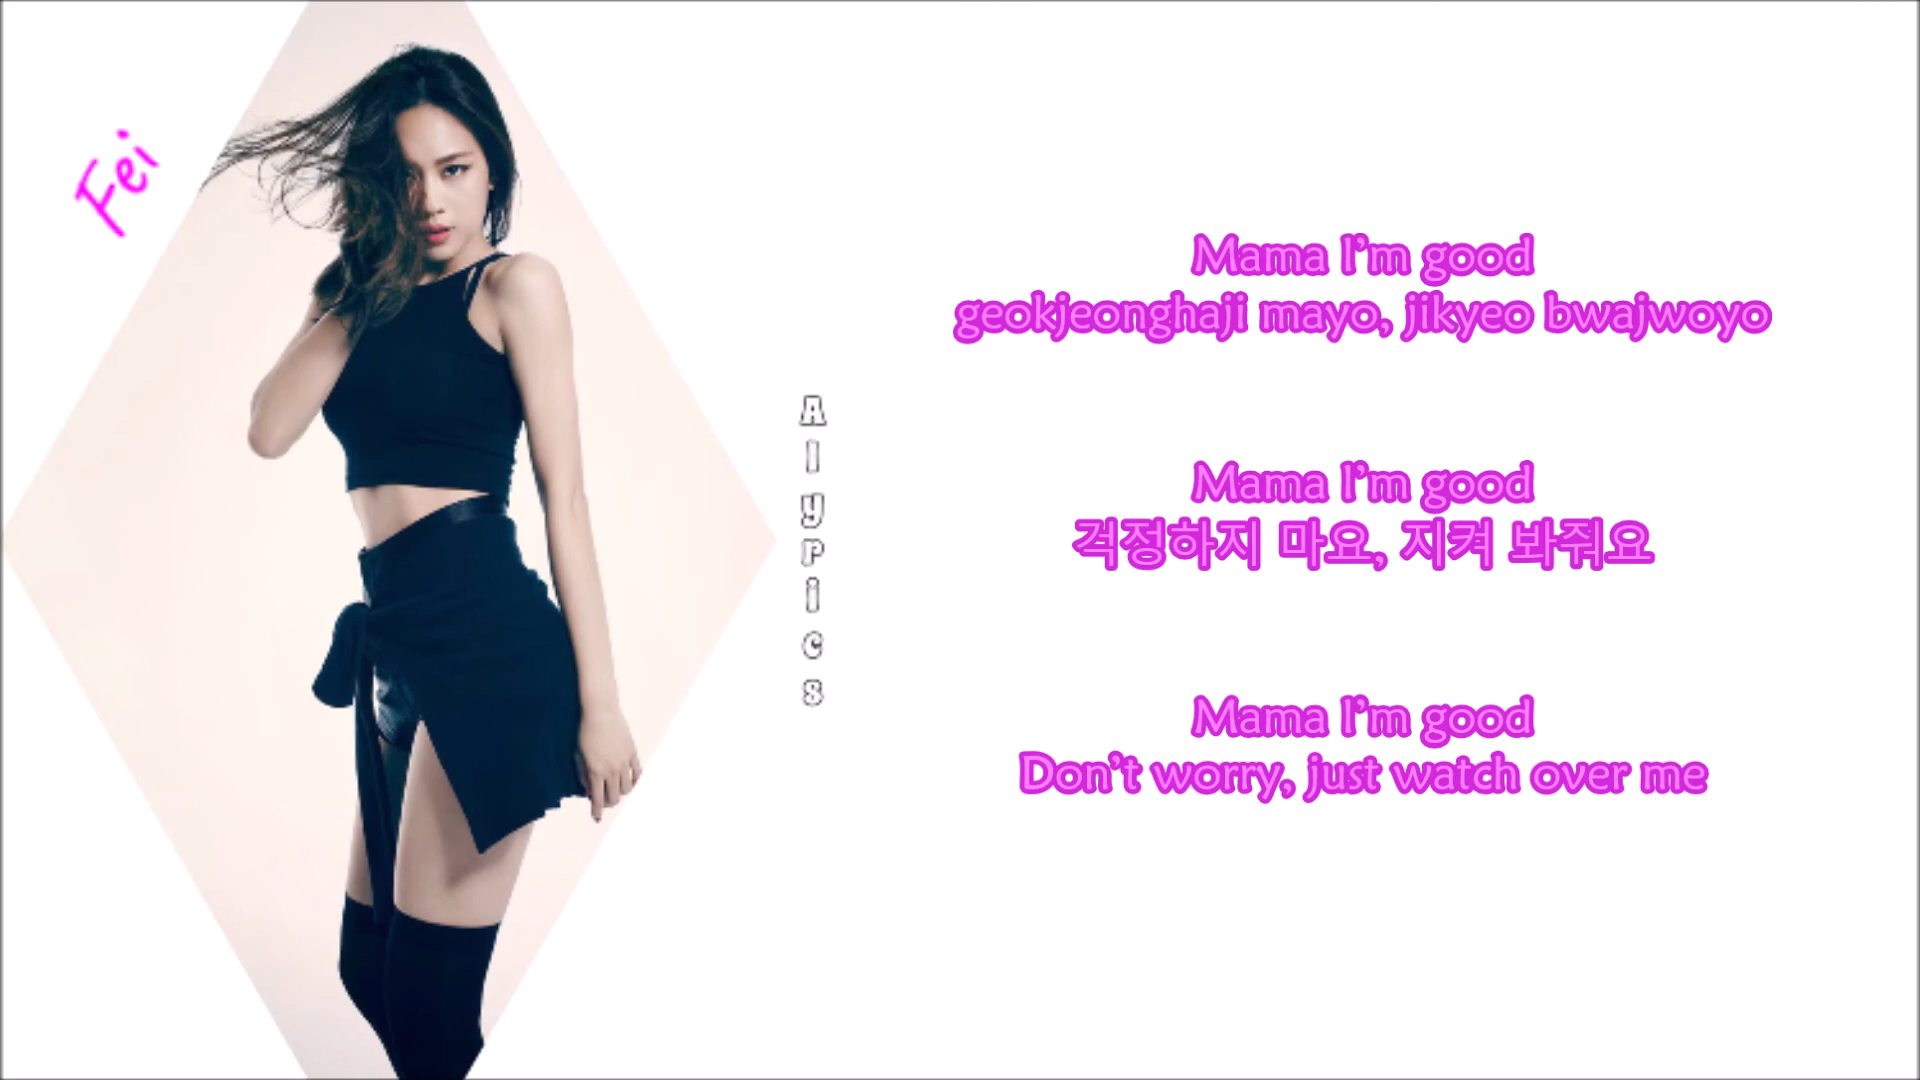 Fei
Alypics
Mama I'm good
geokjeonghaji mayo, jikyeo bwajwoyo
Mama I'm good
걱정하지 마요, 지켜 봐줘요
Mama I'm good
Don't worry, just watch over me